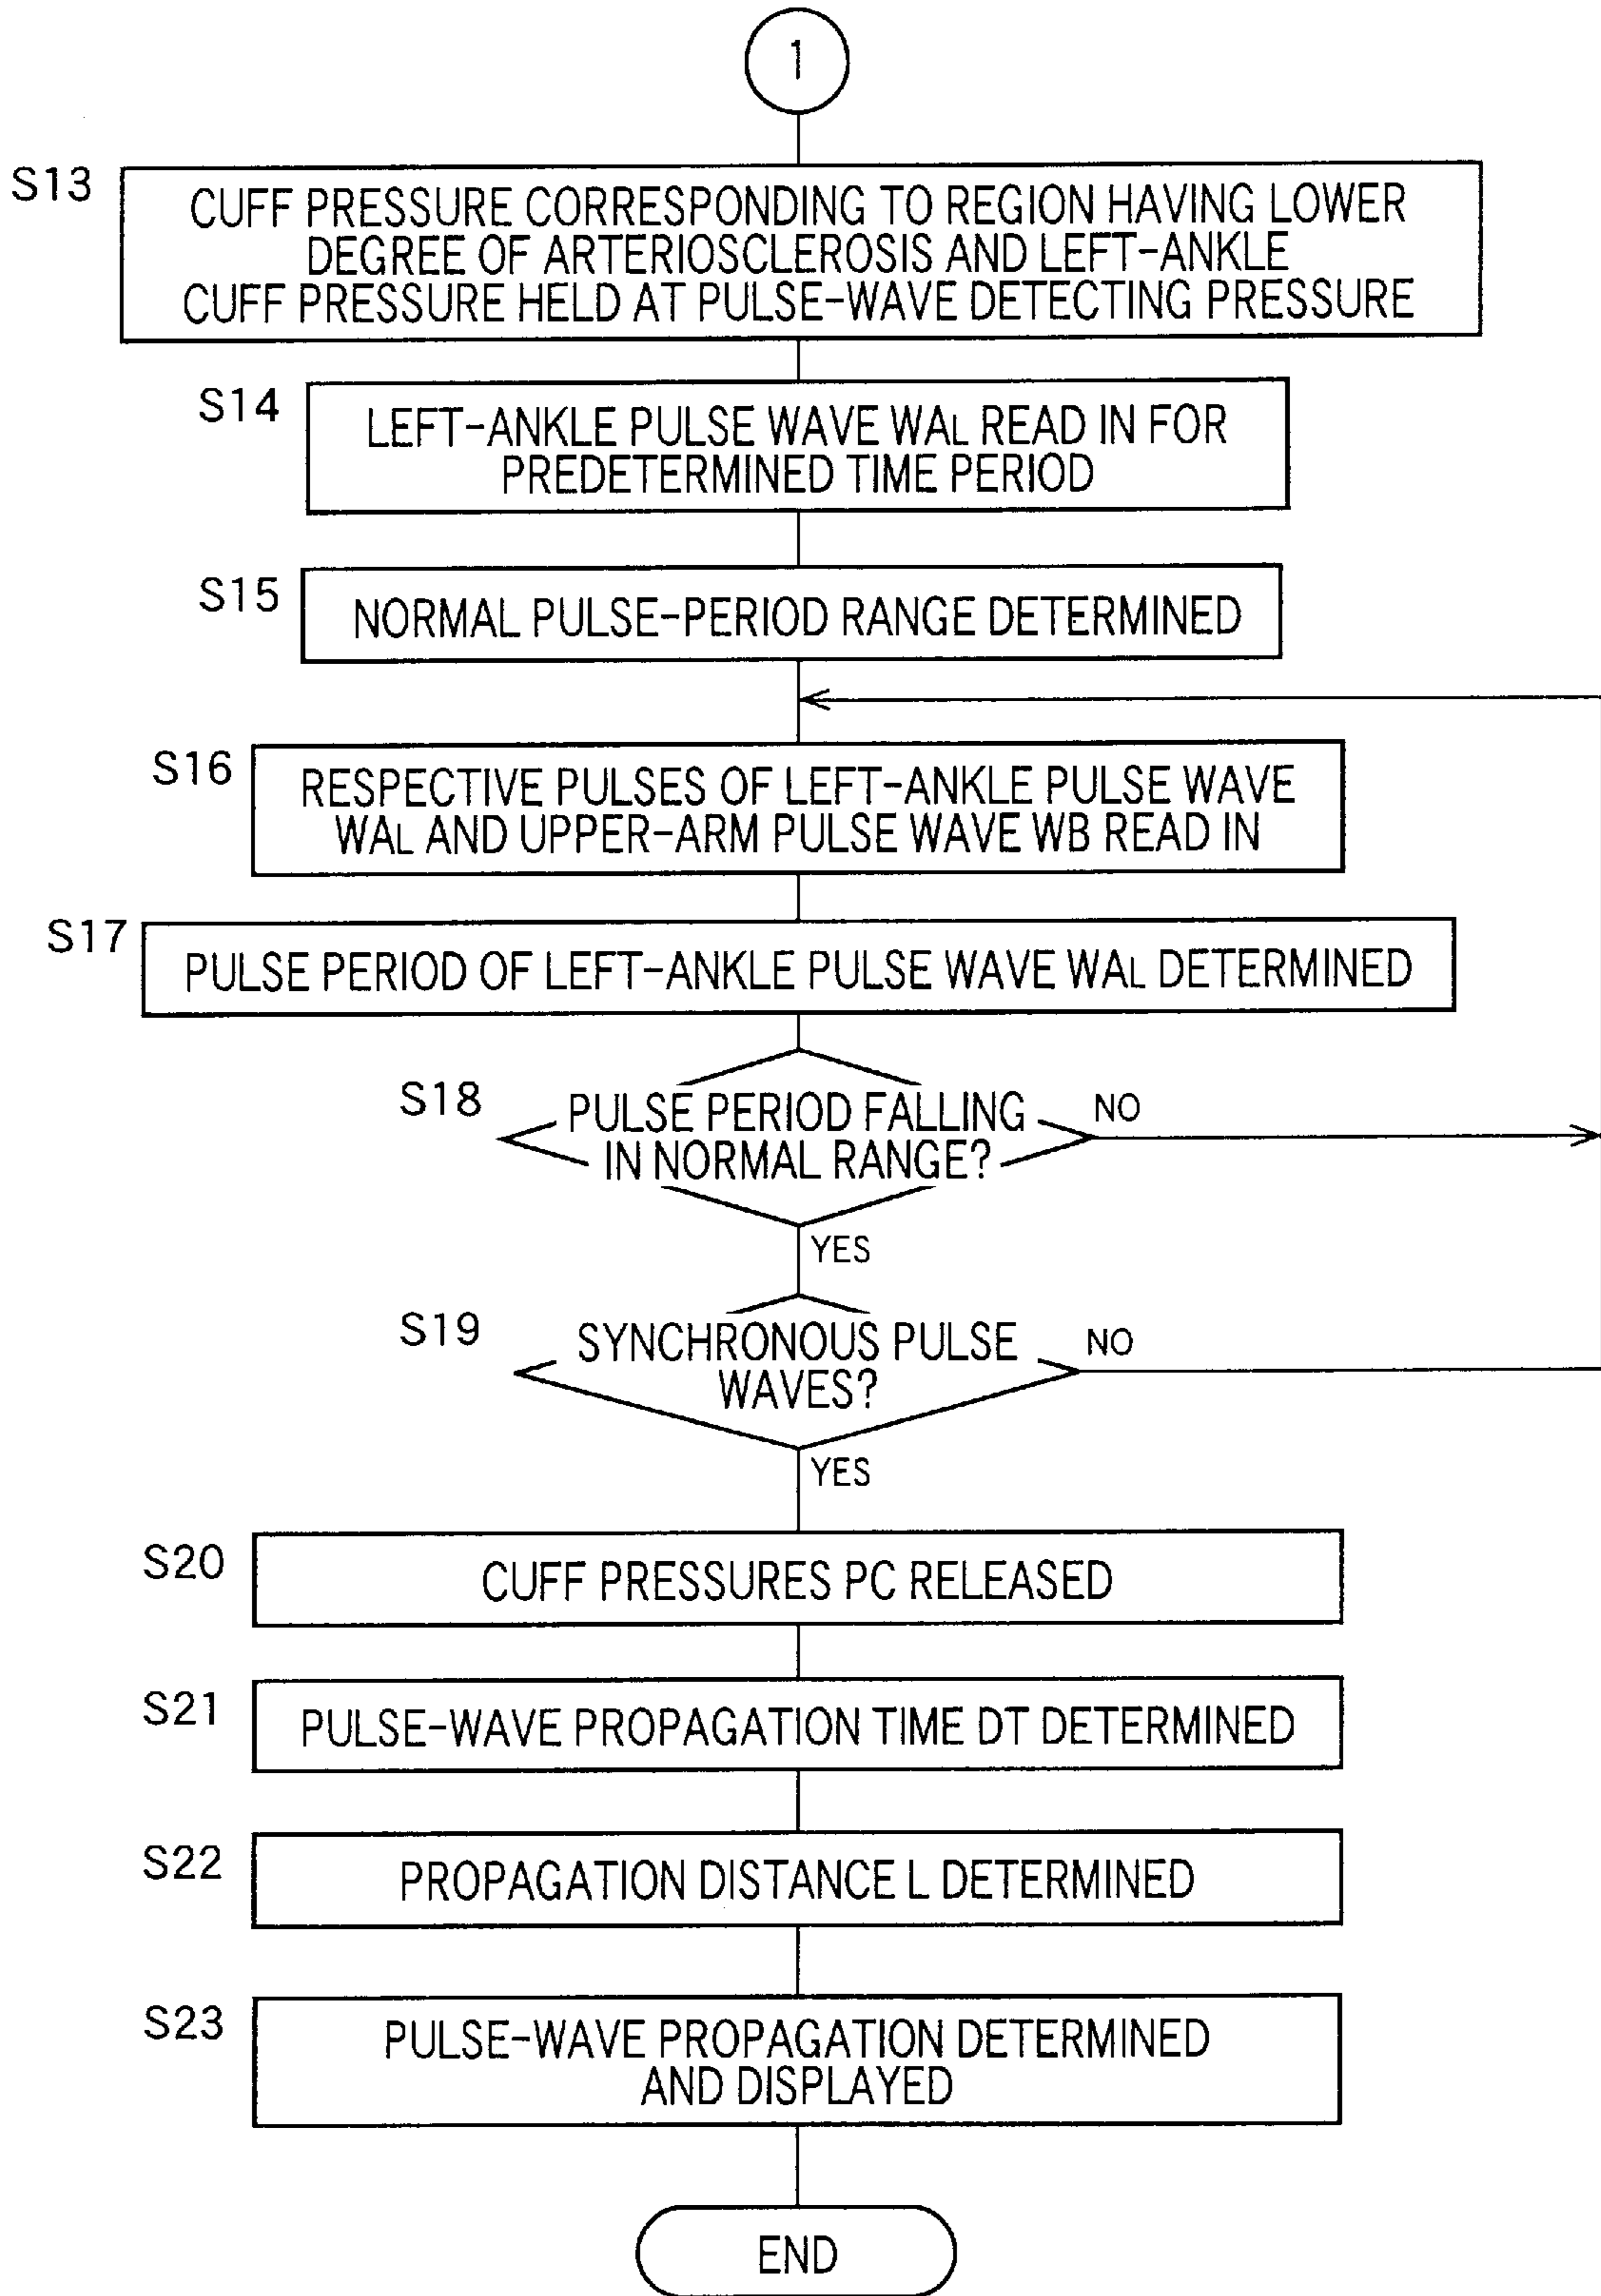 1
S13
CUFF PRESSURE CORRESPONDING TO REGION HAVING LOWER
DEGREE OF ARTERIOSCLEROSIS AND LEFT-ANKLE
CUFF PRESSURE HELD AT PULSE-WAVE DETECTING PRESSURE
S14
LEFT-ANKLE PULSE WAVE WAL READ IN FOR
PREDETERMINED TIME PERIOD
S15
NORMAL PULSE-PERIOD RANGE DETERMINED
S16
RESPECTIVE PULSES OF LEFT-ANKLE PULSE WAVE
WAL AND UPPER-ARM PULSE WAVE WB READ IN
S17
PULSE PERIOD OF LEFT-ANKLE PULSE WAVE WAL DETERMINED
S18
PULSE PERIOD FALLING
IN NORMAL RANGE?
NO
YES
S19
SYNCHRONOUS PULSE
WAVES?
NO
YES
S20
CUFF PRESSURES PC RELEASED
S21
PULSE-WAVE PROPAGATION TIME DT DETERMINED
S22
PROPAGATION DISTANCE L DETERMINED
S23
PULSE-WAVE PROPAGATION DETERMINED
AND DISPLAYED
END